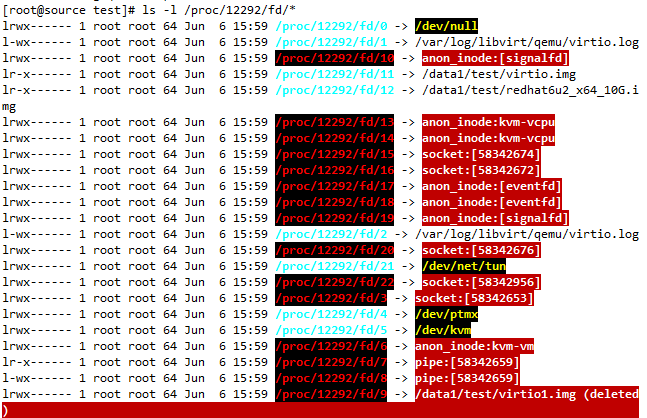 [root@source test]# ls -l /proc/12292/fd/*
lrwx------ 1 root root 64 Jun  6 15:59 /proc/12292/fd/0 -> /dev/null
l-wx------ 1 root root 64 Jun  6 15:59 /proc/12292/fd/1 -> /var/log/libvirt/qemu/virtio.log
lrwx------ 1 root root 64 Jun  6 15:59 /proc/12292/fd/10 -> anon_inode:[signalfd]
lr-x------ 1 root root 64 Jun  6 15:59 /proc/12292/fd/11 -> /data1/test/virtio.img
lr-x------ 1 root root 64 Jun  6 15:59 /proc/12292/fd/12 -> /data1/test/redhat6u2_x64_10G.i
mg
lrwx------ 1 root root 64 Jun  6 15:59 /proc/12292/fd/13 -> anon_inode:kvm-vcpu
lrwx------ 1 root root 64 Jun  6 15:59 /proc/12292/fd/14 -> anon_inode:kvm-vcpu
lrwx------ 1 root root 64 Jun  6 15:59 /proc/12292/fd/15 -> socket:[58342674]
lrwx------ 1 root root 64 Jun  6 15:59 /proc/12292/fd/16 -> socket:[58342672]
lrwx------ 1 root root 64 Jun  6 15:59 /proc/12292/fd/17 -> anon_inode:[eventfd]
lrwx------ 1 root root 64 Jun  6 15:59 /proc/12292/fd/18 -> anon_inode:[eventfd]
lrwx------ 1 root root 64 Jun  6 15:59 /proc/12292/fd/19 -> anon_inode:[signalfd]
l-wx------ 1 root root 64 Jun  6 15:59 /proc/12292/fd/2 -> /var/log/libvirt/qemu/virtio.log
lrwx------ 1 root root 64 Jun  6 15:59 /proc/12292/fd/20 -> socket:[58342676]
lrwx------ 1 root root 64 Jun  6 15:59 /proc/12292/fd/21 -> /dev/net/tun
lrwx------ 1 root root 64 Jun  6 15:59 /proc/12292/fd/22 -> socket:[58342956]
lrwx------ 1 root root 64 Jun  6 15:59 /proc/12292/fd/3 -> socket:[58342653]
lrwx------ 1 root root 64 Jun  6 15:59 /proc/12292/fd/4 -> /dev/ptmx
lrwx------ 1 root root 64 Jun  6 15:59 /proc/12292/fd/5 -> /dev/kvm
lrwx------ 1 root root 64 Jun  6 15:59 /proc/12292/fd/6 -> anon_inode:kvm-vm
lr-x------ 1 root root 64 Jun  6 15:59 /proc/12292/fd/7 -> pipe:[58342659]
l-wx------ 1 root root 64 Jun  6 15:59 /proc/12292/fd/8 -> pipe:[58342659]
lrwx------ 1 root root 64 Jun  6 15:59 /proc/12292/fd/9 -> /data1/test/virtio1.img (deleted
)